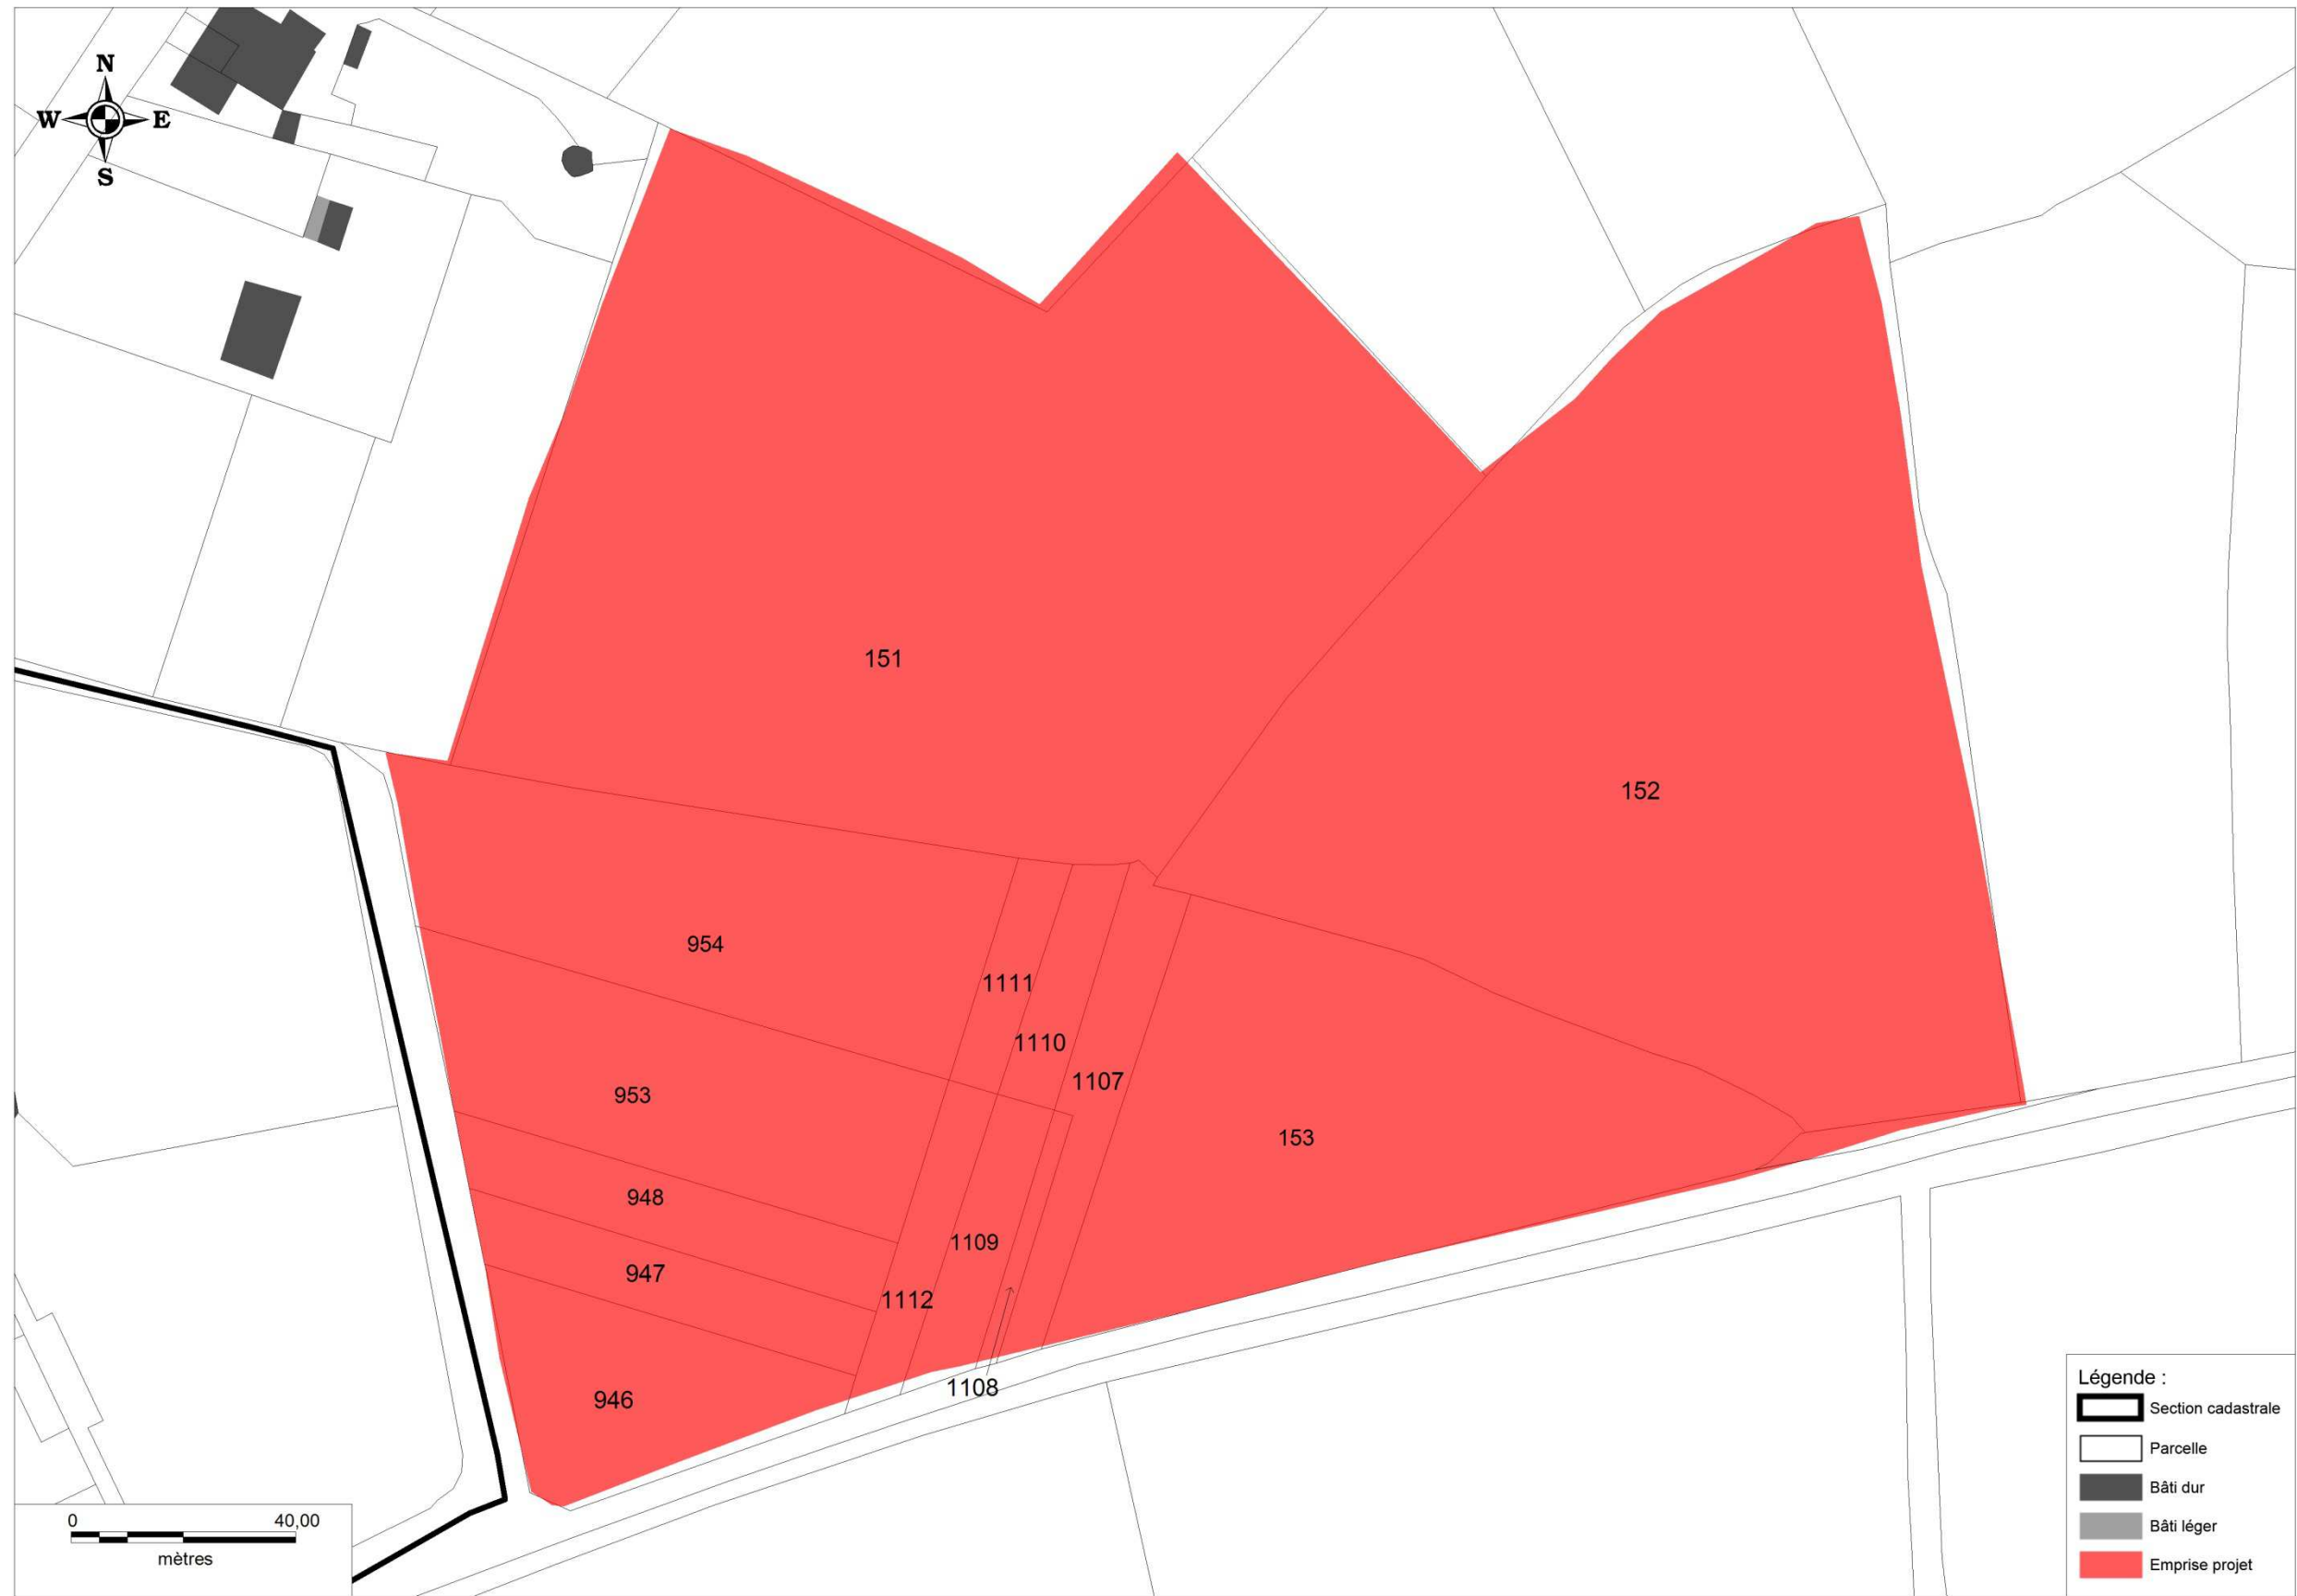 N
W E
S
151
152
954
1111
1110
1107
953
153
948
1109
947
1112
1108
946
0 40,00
mètres
Légende :
Section cadastrale
Parcelle
Bâti dur
Bâti léger
Emprise projet